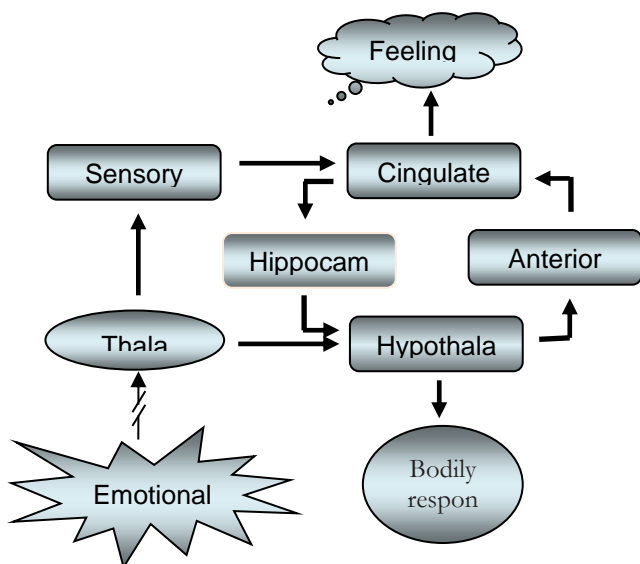 Feeling
Sensory
Cingulate
Hippocam
Anterior
Thala
Hypothala
Emotional
Bodily
respon